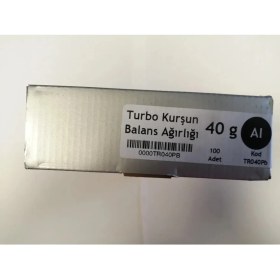 Turbo Kurşun
Balans Ağırlığı
40 g
100
Adet
0000TR040PB
Al
Kod
TR040Pb